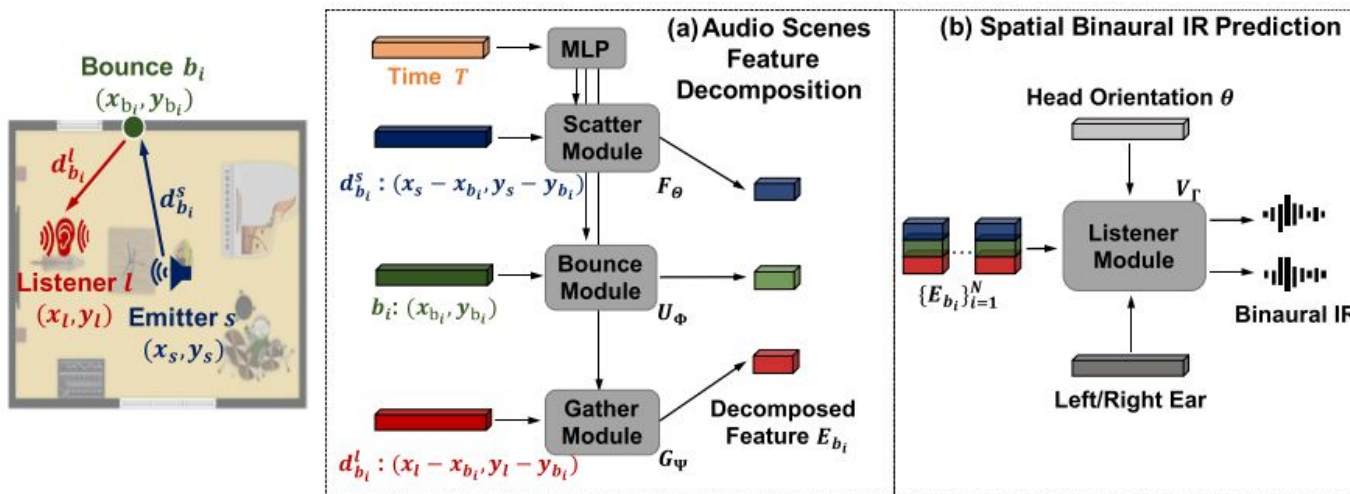 Bounce b_i
(x_{b_i}, y_{b_i})
d^l_{b_i}
d^s_{b_i}
Listener l
(x_l, y_l)
Emitter s
(x_s, y_s)
(a) Audio Scenes
Feature
Decomposition
MLP
Time T
Scatter
Module
F_Θ
d^s_{b_i} : (x_s − x_{b_i}, y_s − y_{b_i})
Bounce
Module
U_Φ
b_i: (x_{b_i}, y_{b_i})
Gather
Module
G_Ψ
d^l_{b_i} : (x_l − x_{b_i}, y_l − y_{b_i})
Decomposed
Feature E_{b_i}
(b) Spatial Binaural IR Prediction
Head Orientation θ
V_Γ
Listener
Module
...
{E_{b_i}}^N_{i=1}
Binaural IR
Left/Right Ear